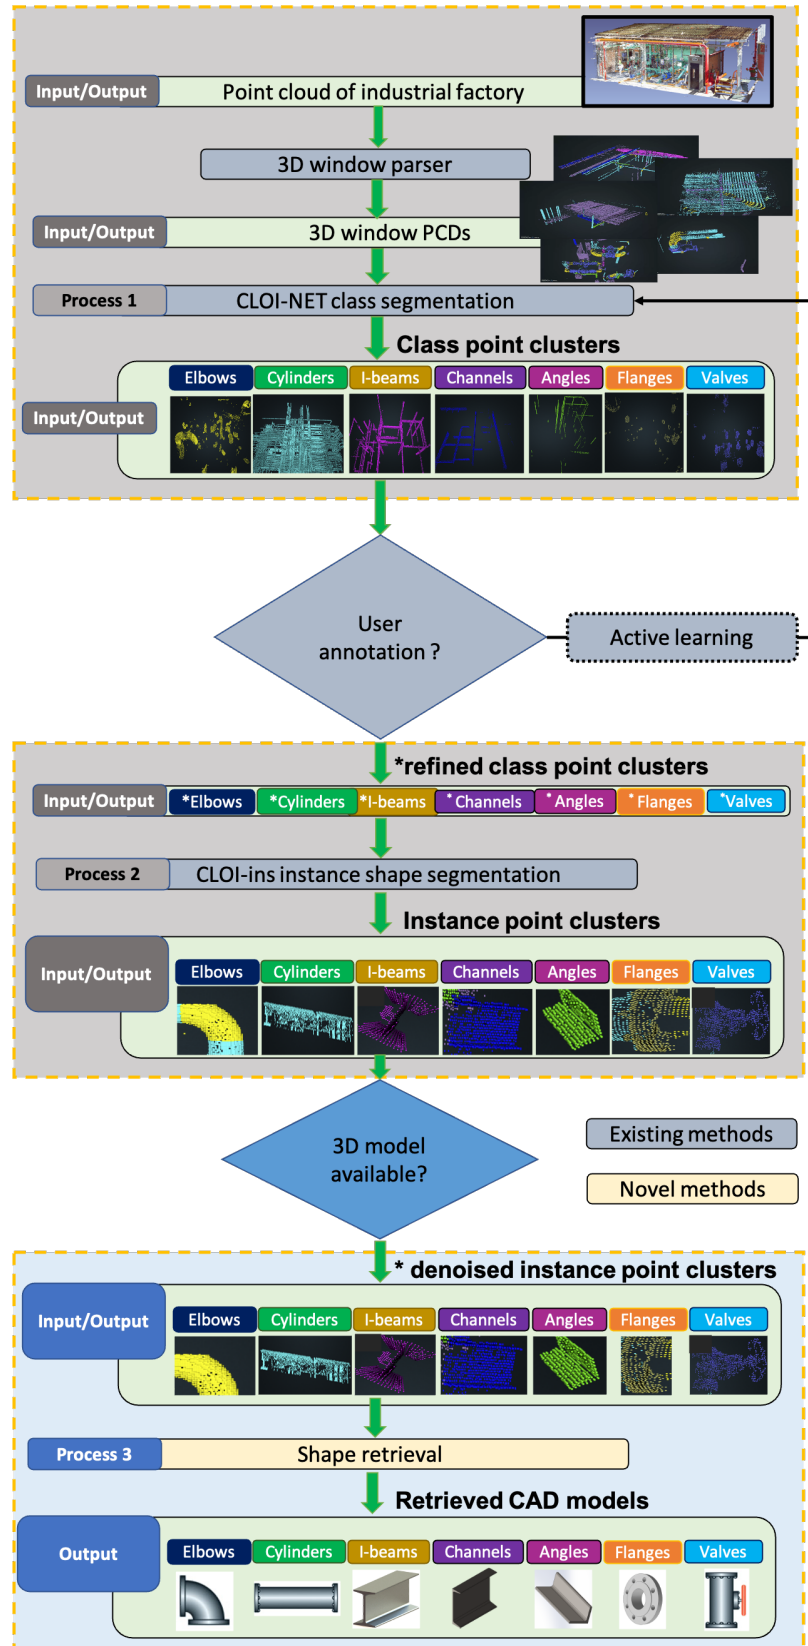 Input/Output
Point cloud of industrial factory
3D window parser
Input/Output
3D window PCDs
Process 1
CLOI-NET class segmentation
Class point clusters
Elbows Cylinders I-beams Channels Angles Flanges Valves
Input/Output
User
annotation ?
Active learning
*refined class point clusters
Input/Output
*Elbows *Cylinders *I-beams *Channels *Angles *Flanges *Valves
Process 2
CLOI-ins instance shape segmentation
Instance point clusters
Input/Output
Elbows Cylinders I-beams Channels Angles Flanges Valves
3D model
available?
Existing methods
Novel methods
* denoised instance point clusters
Input/Output
Elbows Cylinders I-beams Channels Angles Flanges Valves
Process 3
Shape retrieval
Retrieved CAD models
Output
Elbows Cylinders I-beams Channels Angles Flanges Valves